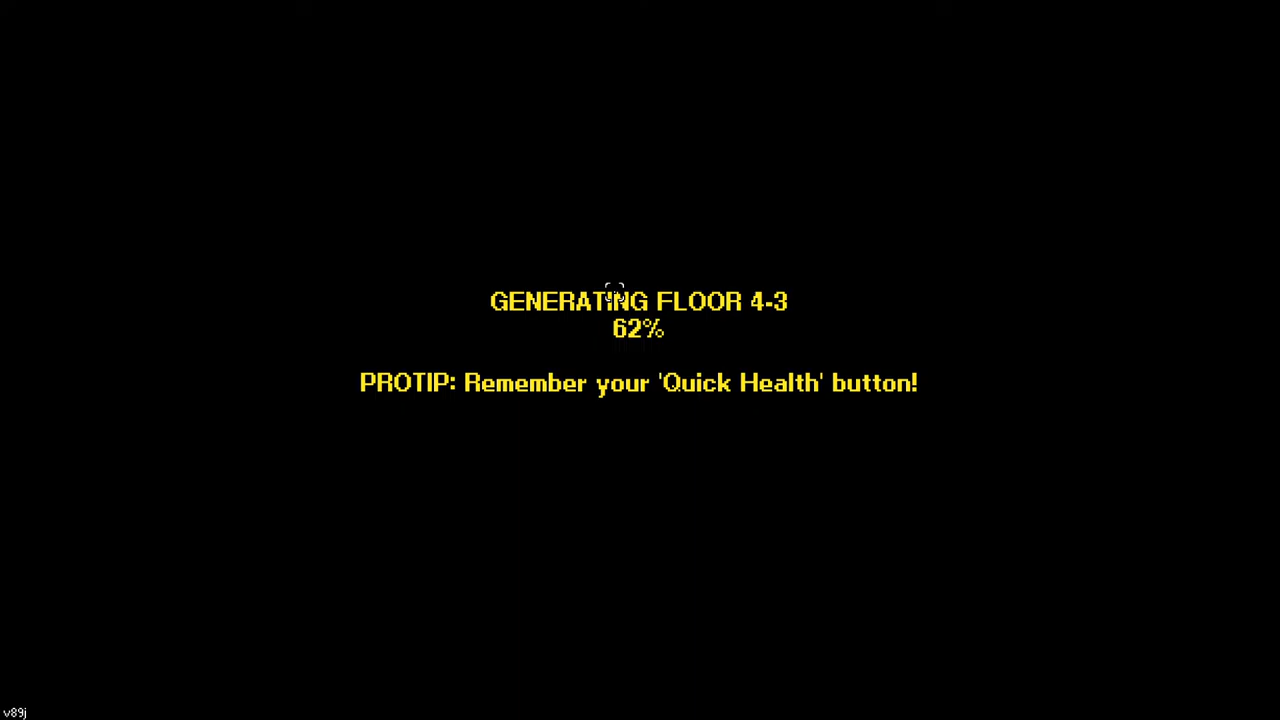 GENERATING FLOOR 4-3
62%
PROTIP: Remember your 'Quick Health' button!
v89j